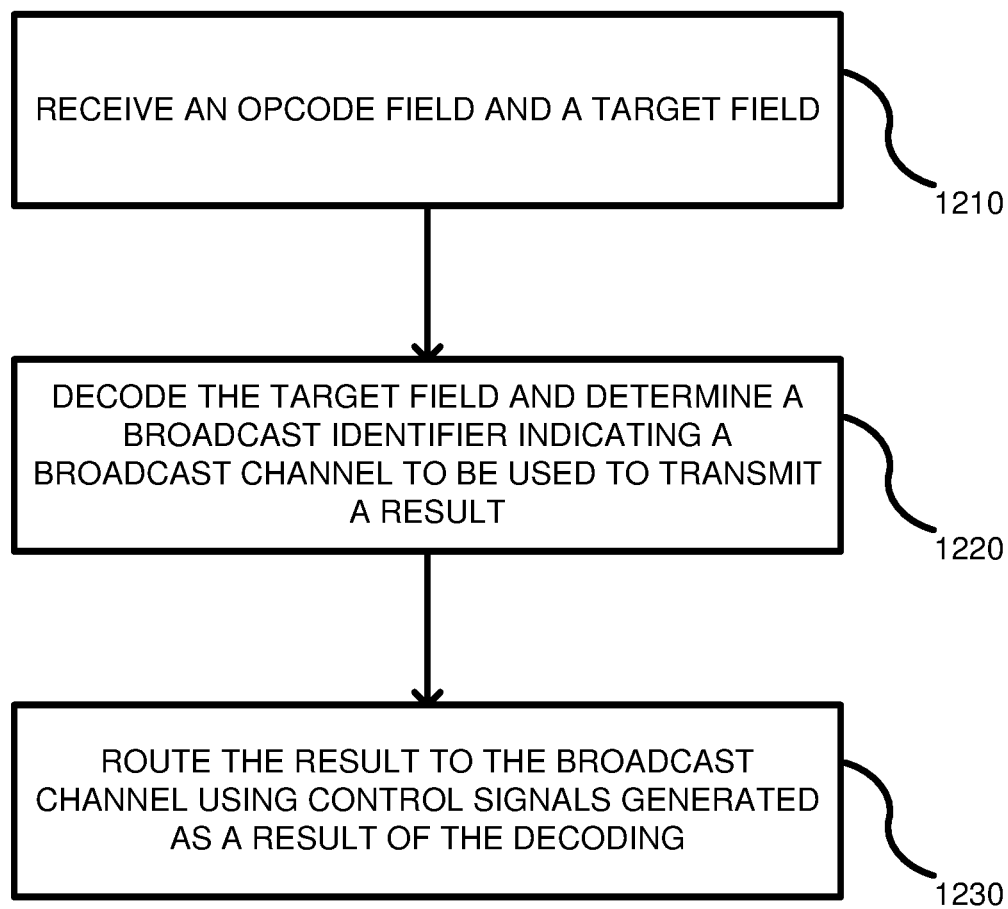 RECEIVE AN OPCODE FIELD AND A TARGET FIELD
1210
DECODE THE TARGET FIELD AND DETERMINE A
BROADCAST IDENTIFIER INDICATING A
BROADCAST CHANNEL TO BE USED TO TRANSMIT
A RESULT
1220
ROUTE THE RESULT TO THE BROADCAST
CHANNEL USING CONTROL SIGNALS GENERATED
AS A RESULT OF THE DECODING
1230